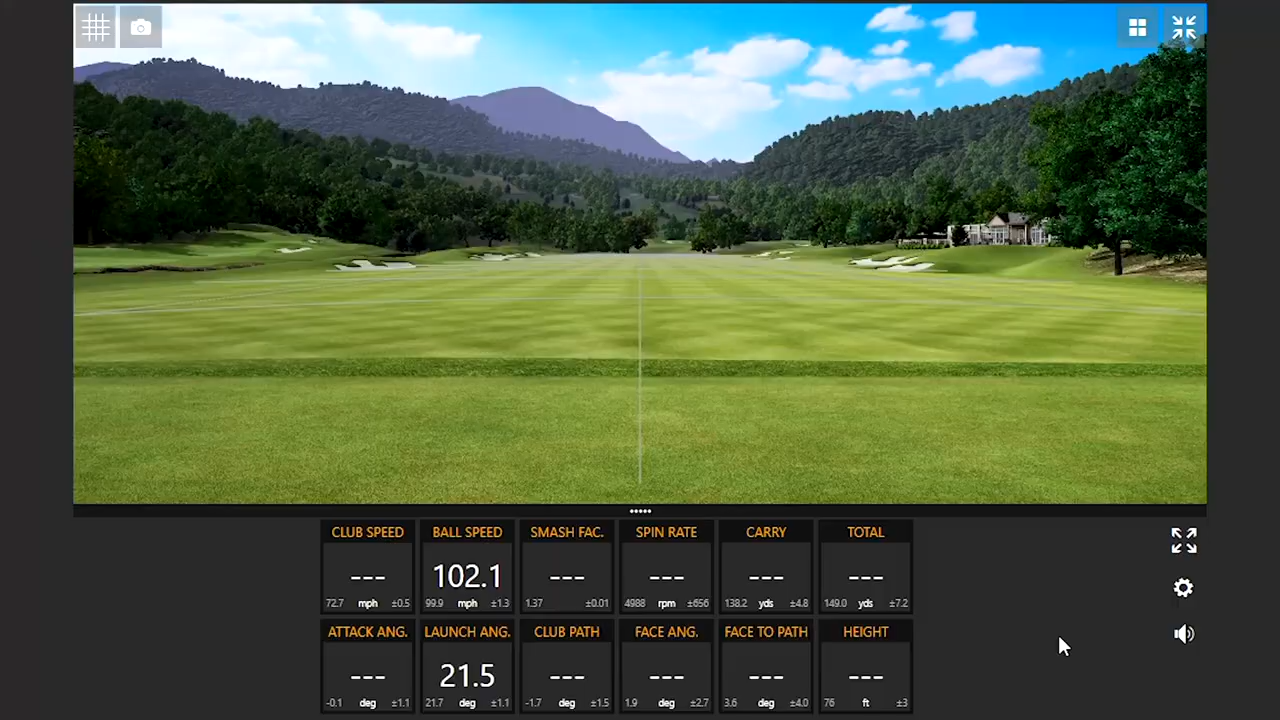 CLUB SPEED BALL SPEED SMASH FAC. SPIN RATE CARRY TOTAL
--- 102.1 --- --- --- ---
72.7 mph ±0.5 99.9 mph ±1.3 1.37 ±0.01 4988 rpm ±656 138.2 yds ±4.8 149.0 yds ±7.2
ATTACK ANG. LAUNCH ANG. CLUB PATH FACE ANG. FACE TO PATH HEIGHT
--- 21.5 --- --- --- ---
-0.1 deg ±1.1 21.7 deg ±1.1 -1.7 deg ±1.5 1.9 deg ±2.7 3.6 deg ±4.0 76 ft ±3